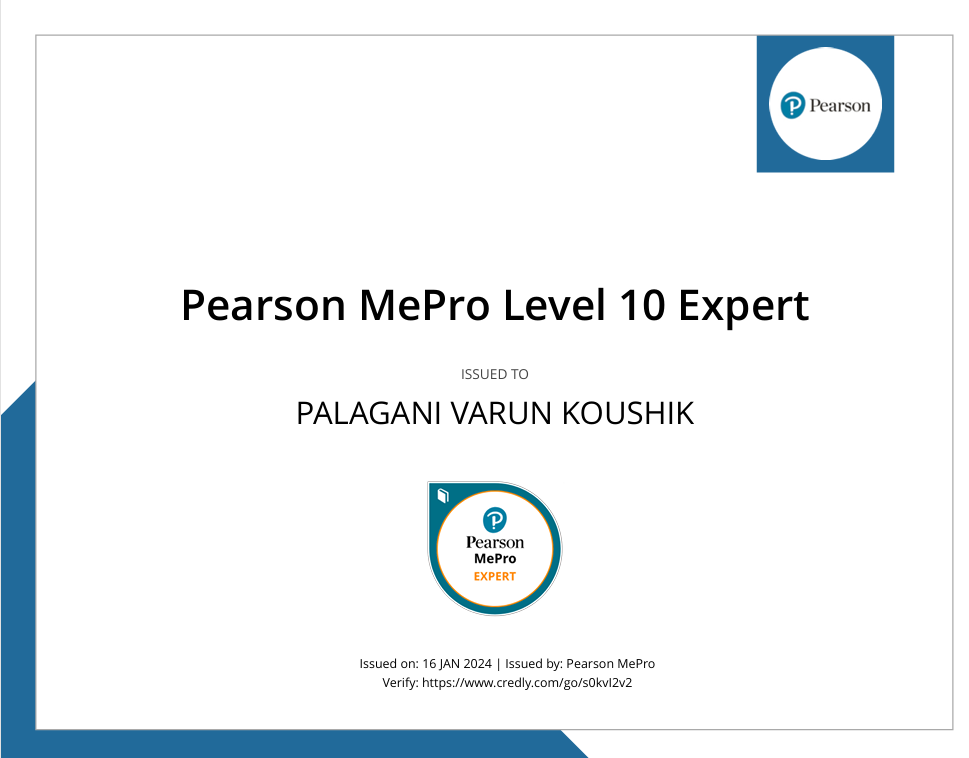 Pearson
Pearson MePro Level 10 Expert
ISSUED TO
PALAGANI VARUN KOUSHIK
Pearson
MePro
EXPERT
Issued on: 16 JAN 2024 | Issued by: Pearson MePro
Verify: https://www.credly.com/go/s0kvI2v2